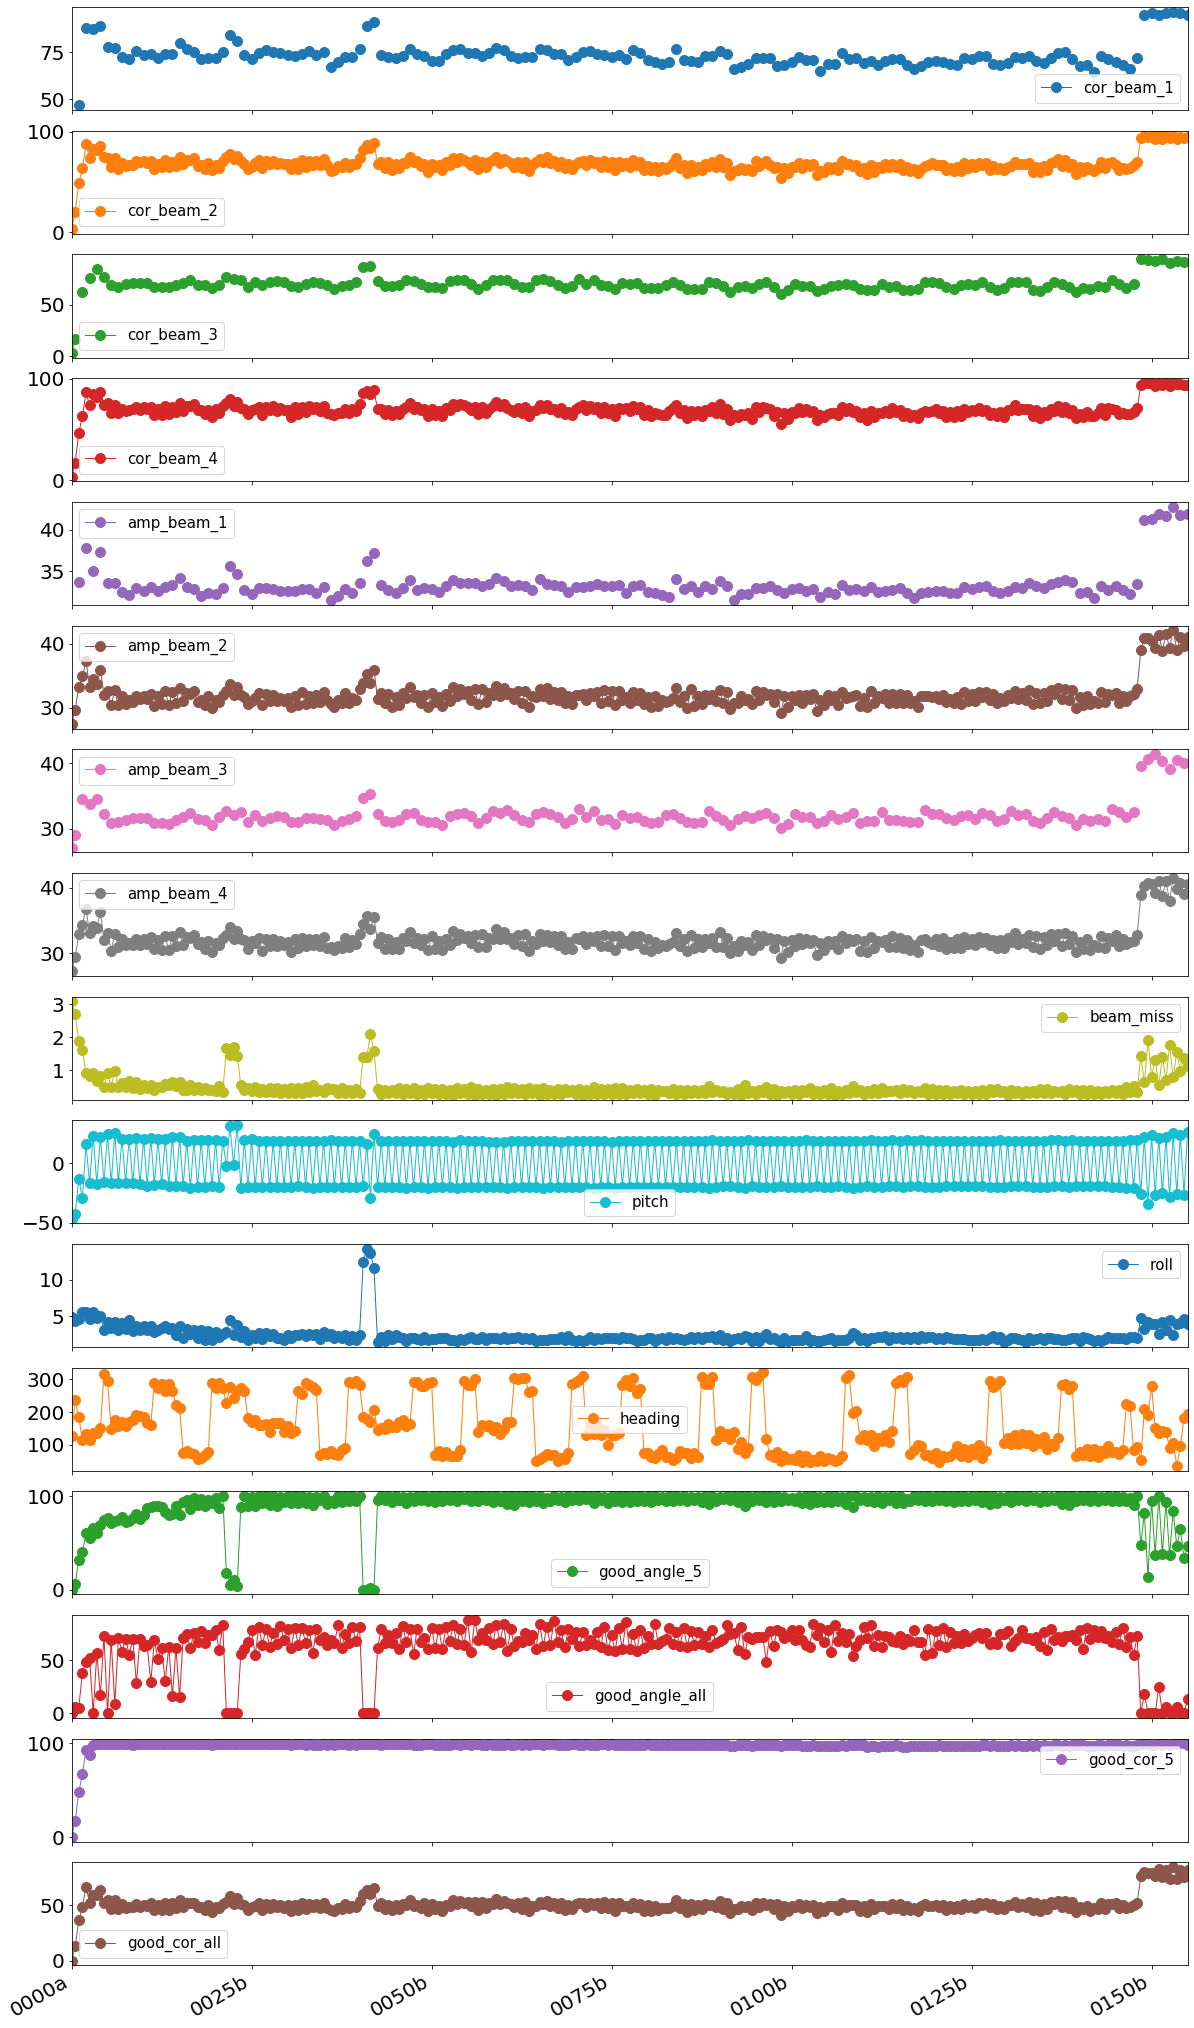 75
50
cor_beam_1
100
0
cor_beam_2
50
0
cor_beam_3
100
0
cor_beam_4
40
35
amp_beam_1
40
30
amp_beam_2
40
30
amp_beam_3
40
30
amp_beam_4
3
2
1
beam_miss
0
−50
pitch
10
5
roll
300
200
100
heading
100
0
good_angle_5
50
0
good_angle_all
100
0
good_cor_5
50
0
good_cor_all
0000a 0025b 0050b 0075b 0100b 0125b 0150b